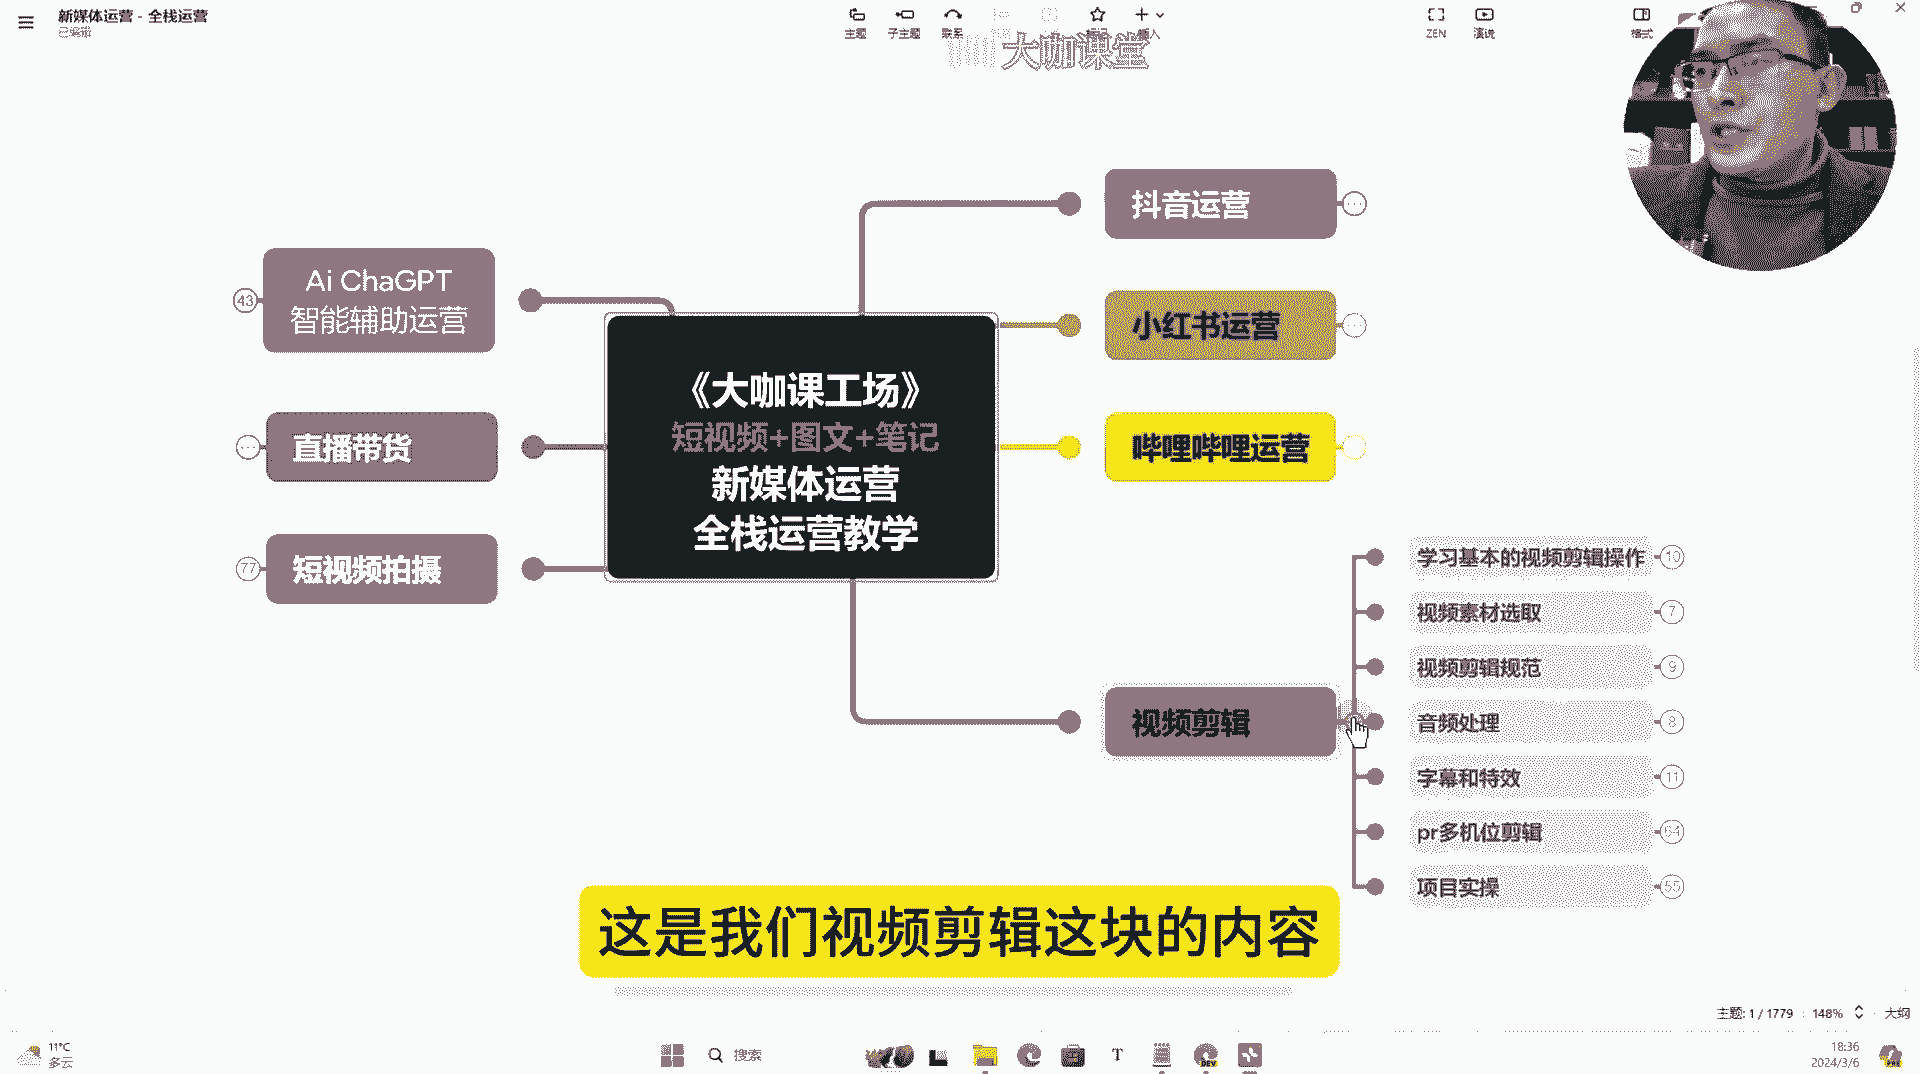 新媒体运营 - 全栈运营
已编辑
主题
子主题
联系
ZEN
演说
格式
大咖课堂
抖音运营
小红书运营
哔哩哔哩运营
Ai ChaGPT
智能辅助运营
43
直播带货
短视频拍摄
77
《大咖课工场》
短视频+图文+笔记
新媒体运营
全栈运营教学
视频剪辑
学习基本的视频剪辑操作
10
视频素材选取
7
视频剪辑规范
9
音频处理
8
字幕和特效
11
pr多机位剪辑
64
项目实操
55
这是我们视频剪辑这块的内容
主题: 1 / 1779
148%
大纲
11°C
多云
搜索
18:36
2024/3/6